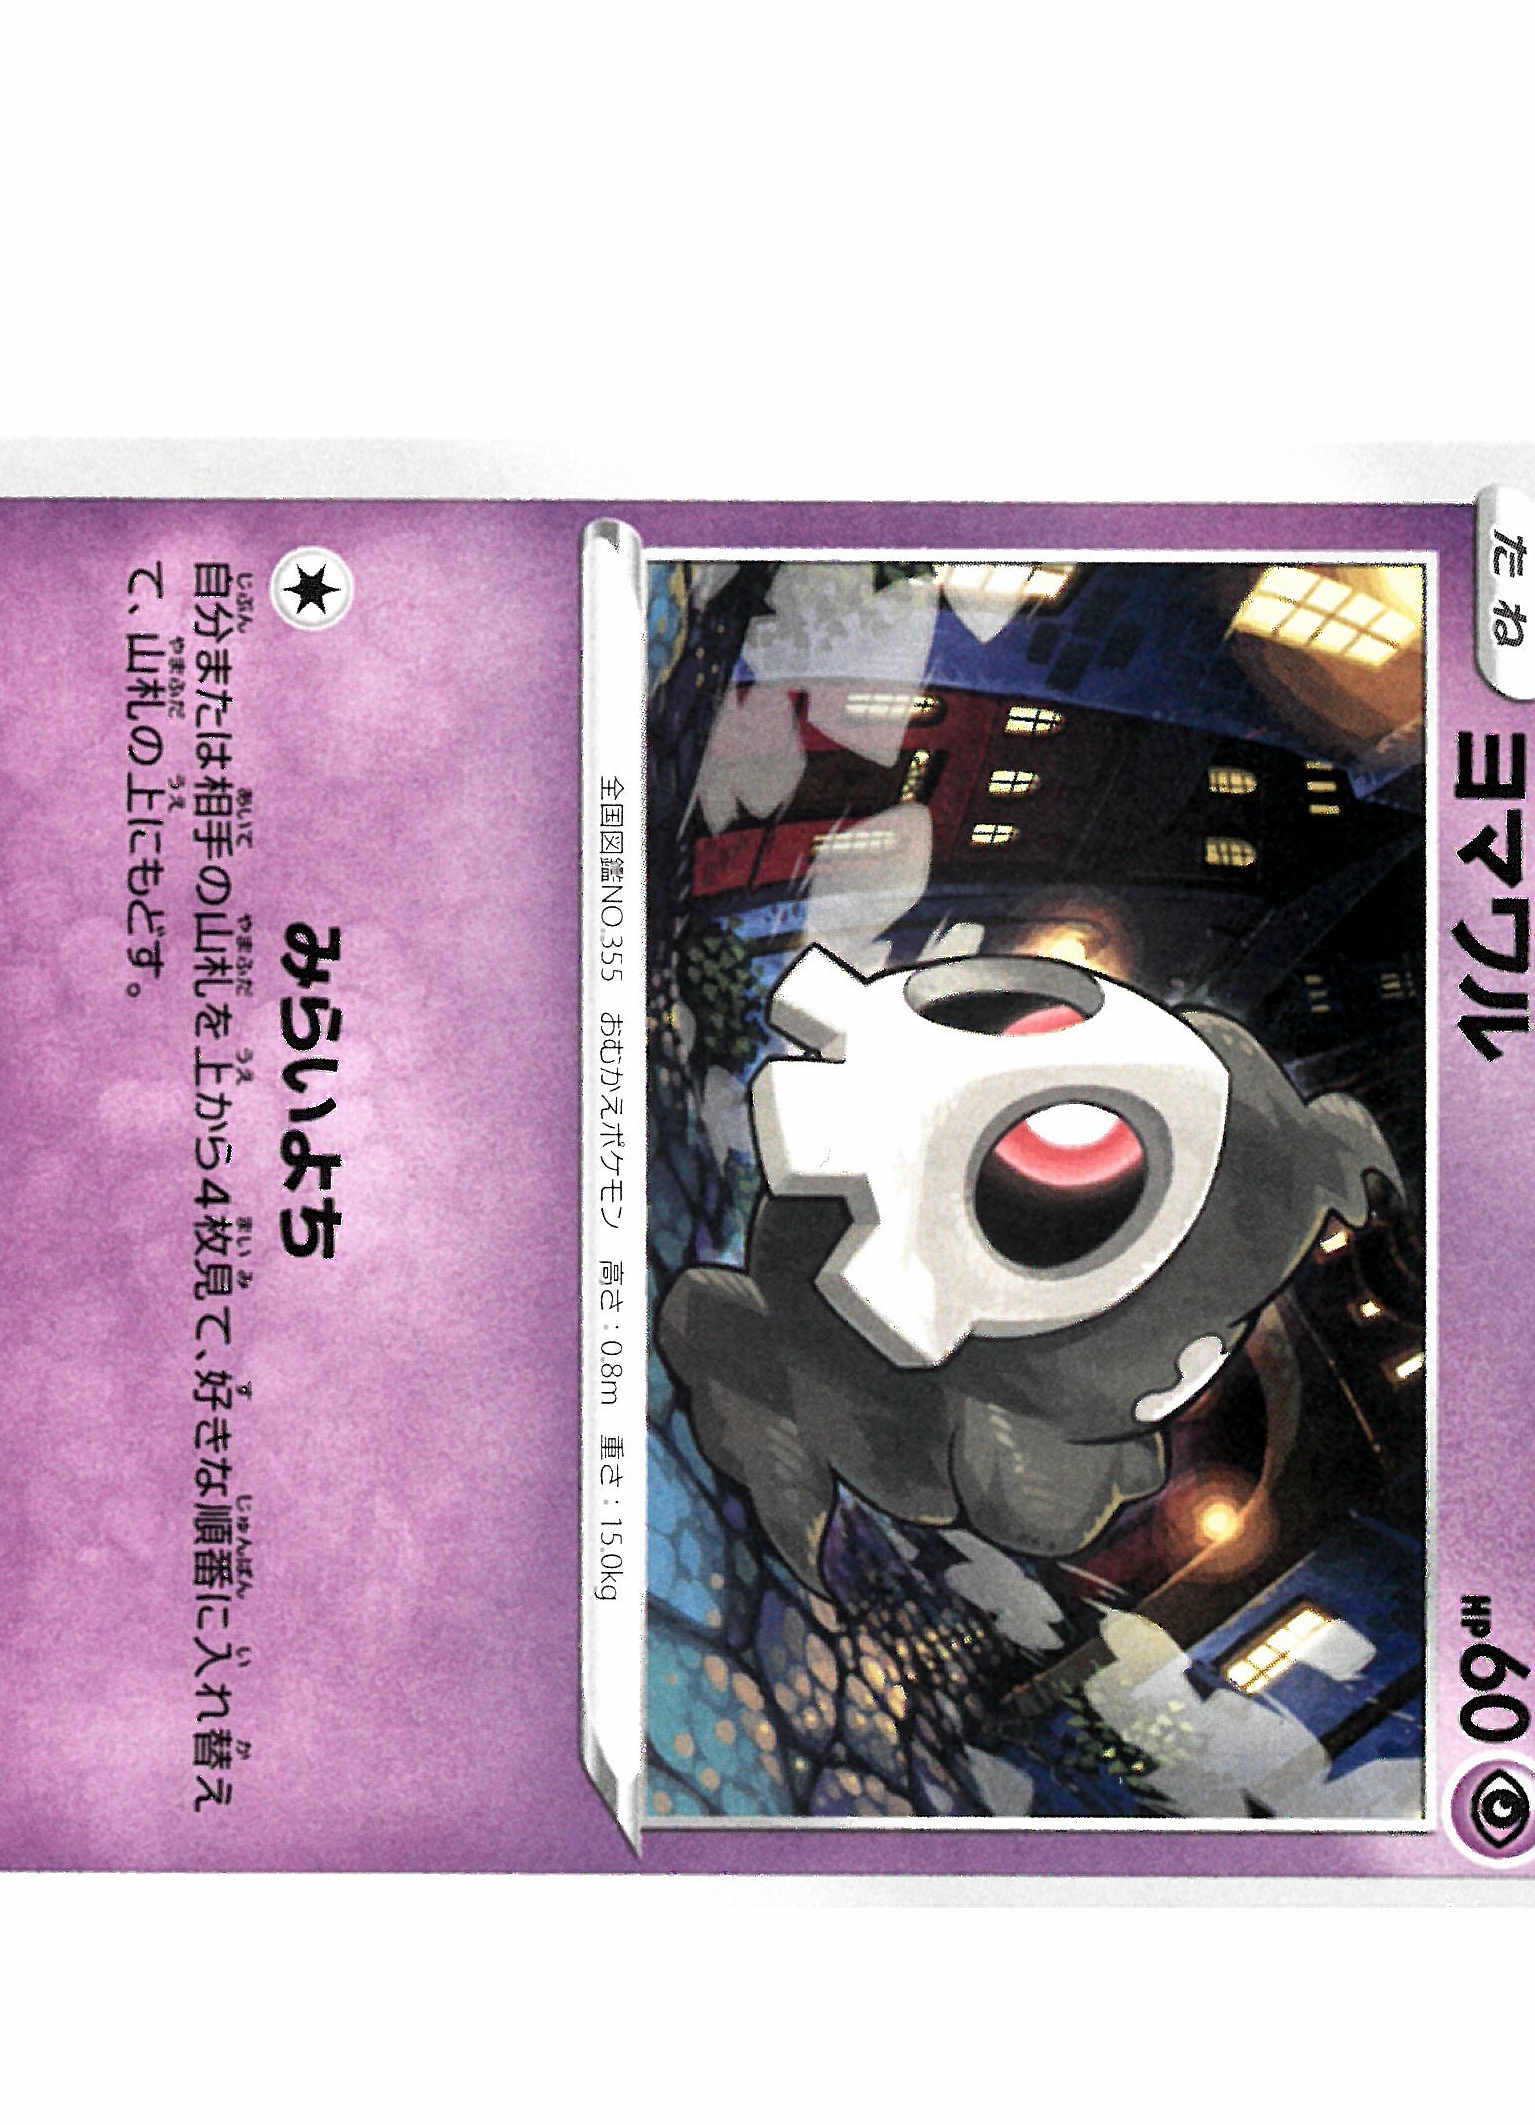 たね
ヨマワル
HP60
全国図鑑NO.355 おむかえポケモン 高さ：0.8m 重さ：15.0kg
みらいよち
自分または相手の山札を上から4枚見て、好きな順番に入れ替え
て、山札の上にもどす。